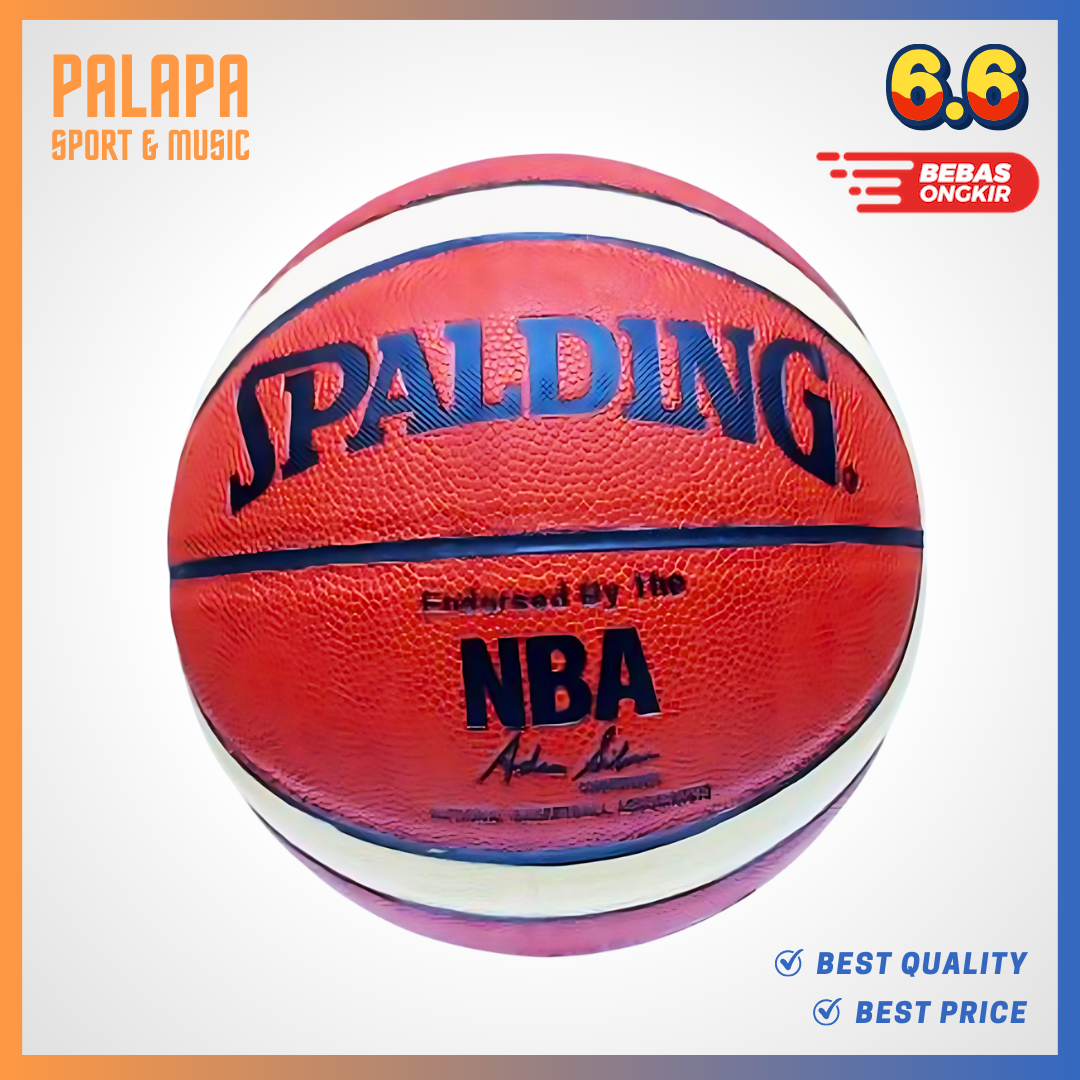 PALAPA
SPORT & MUSIC
6.6
BEBAS
ONGKIR
SPALDING
Endorsed By The
NBA
BEST QUALITY
BEST PRICE